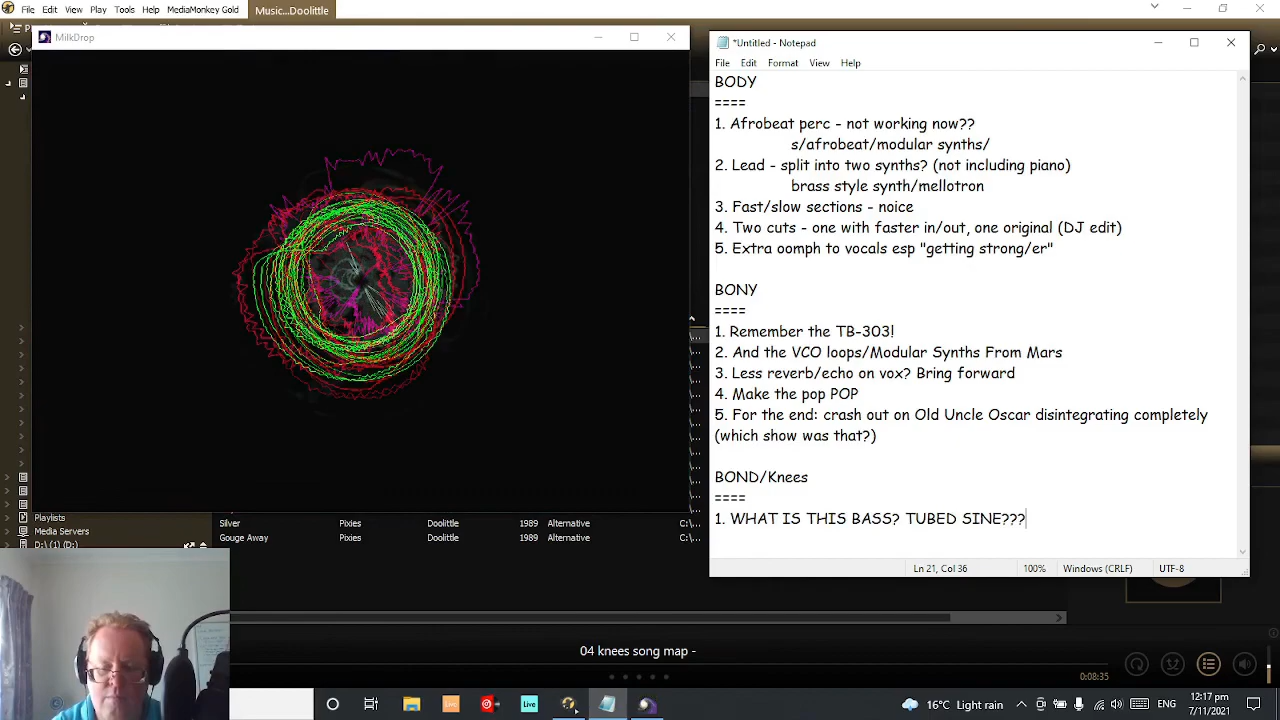 File Edit View Play Tools Help MediaMonkey Gold Music...Doolittle
MilkDrop
*Untitled - Notepad
File Edit Format View Help
BODY
====
1. Afrobeat perc - not working now??
s/afrobeat/modular synths/
2. Lead - split into two synths? (not including piano)
brass style synth/mellotron
3. Fast/slow sections - noice
4. Two cuts - one with faster in/out, one original (DJ edit)
5. Extra oomph to vocals esp "getting strong/er"
BONY
====
1. Remember the TB-303!
2. And the VCO loops/Modular Synths From Mars
3. Less reverb/echo on vox? Bring forward
4. Make the pop POP
5. For the end: crash out on Old Uncle Oscar disintegrating completely
(which show was that?)
BOND/Knees
====
1. WHAT IS THIS BASS? TUBED SINE???
Ln 21, Col 36 100% Windows (CRLF) UTF-8
Playlists
Media Servers
D:\ (1) (D:)
Silver Pixies Doolittle 1989 Alternative C:\
Gouge Away Pixies Doolittle 1989 Alternative C:\
04 knees song map -
0:08:35
Live
Live
16°C Light rain
ENG
12:17 pm
7/11/2021